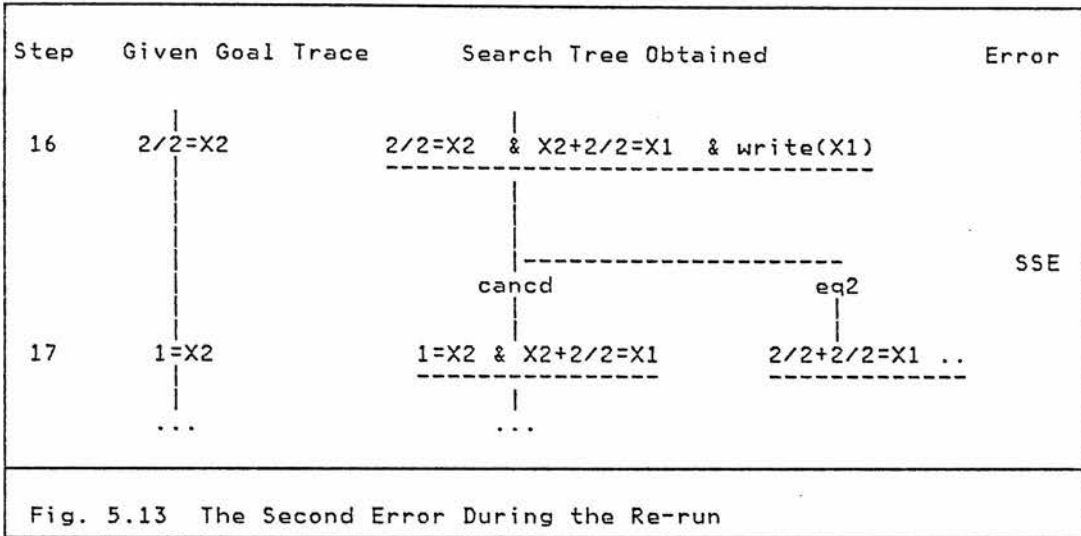 Step Given Goal Trace Search Tree Obtained Error
16 2/2=X2 2/2=X2 & X2+2/2=X1 & write(X1)
SSE
cancd eq2
17 1=X2 1=X2 & X2+2/2=X1 2/2+2/2=X1 ..
... ...
Fig. 5.13 The Second Error During the Re-run